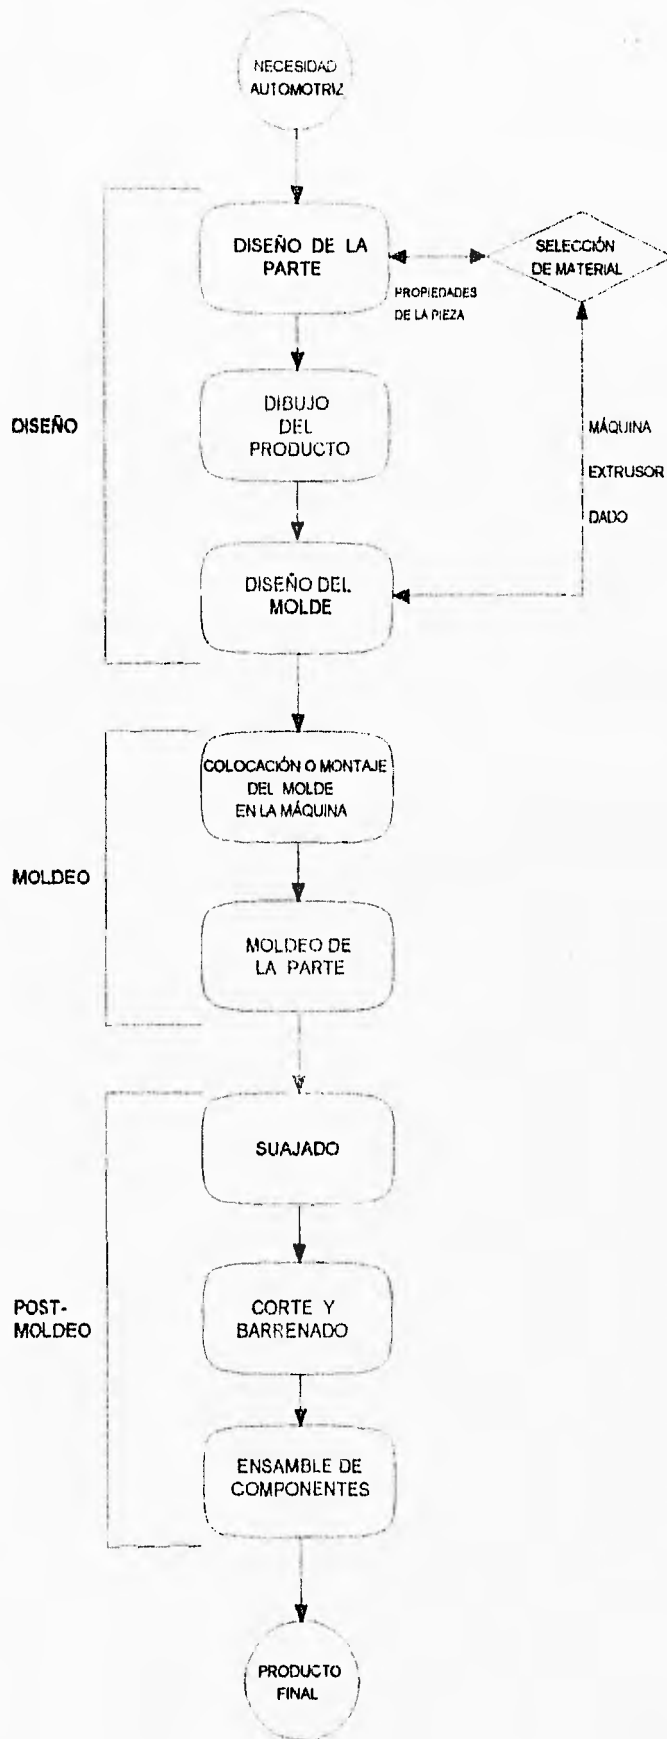 NECESIDAD
AUTOMOTRIZ
DISEÑO DE LA
PARTE
SELECCIÓN
DE MATERIAL
PROPIEDADES
DE LA PIEZA
DIBUJO
DEL
PRODUCTO
DISEÑO
MÁQUINA
EXTRUSOR
DADO
DISEÑO DEL
MOLDE
COLOCACIÓN O MONTAJE
DEL MOLDE
EN LA MÁQUINA
MOLDEO
MOLDEO DE
LA PARTE
SUAJADO
POST-
MOLDEO
CORTE Y
BARRENADO
ENSAMBLE DE
COMPONENTES
PRODUCTO
FINAL